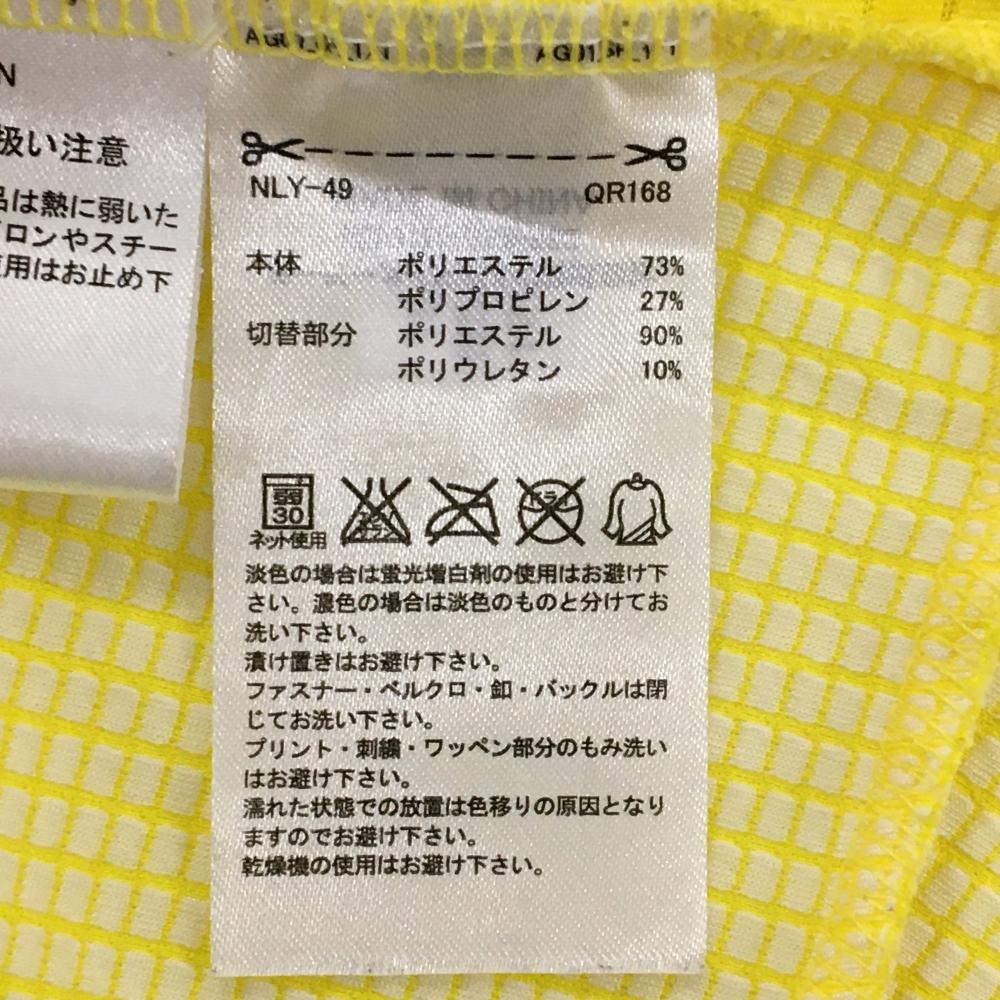 N
扱い注意
品は熱に弱いた
イロンやスチー
使用はお止め下
NLY-49 QR168
本体 ポリエステル 73%
ポリプロピレン 27%
切替部分 ポリエステル 90%
ポリウレタン 10%
弱
30
ネット使用
ドライ
淡色の場合は蛍光増白剤の使用はお避け下
さい。濃色の場合は淡色のものと分けてお
洗い下さい。
漬け置きはお避け下さい。
ファスナー・ベルクロ・釦・バックルは閉
じてお洗い下さい。
プリント・刺繍・ワッペン部分のもみ洗い
はお避け下さい。
濡れた状態での放置は色移りの原因となり
ますのでお避け下さい。
乾燥機の使用はお避け下さい。